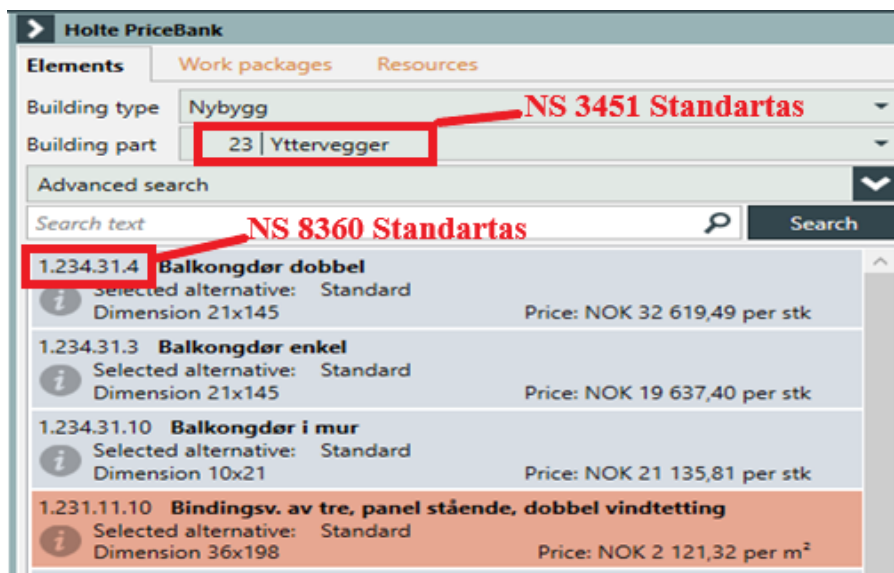 Holte PriceBank
Elements Work packages Resources
Building type Nybygg NS 3451 Standartas
Building part 23 | Yttervegger
Advanced search
Search text Search
NS 8360 Standartas
1.234.31.4 Balkongdør dobbel
Selected alternative: Standard
Dimension 21x145 Price: NOK 32 619,49 per stk
1.234.31.3 Balkongdør enkel
Selected alternative: Standard
Dimension 21x145 Price: NOK 19 637,40 per stk
1.234.31.10 Balkongdør i mur
Selected alternative: Standard
Dimension 10x21 Price: NOK 21 135,81 per stk
1.231.11.10 Bindingsv. av tre, panel stående, dobbel vindtetting
Selected alternative: Standard
Dimension 36x198 Price: NOK 2 121,32 per m²